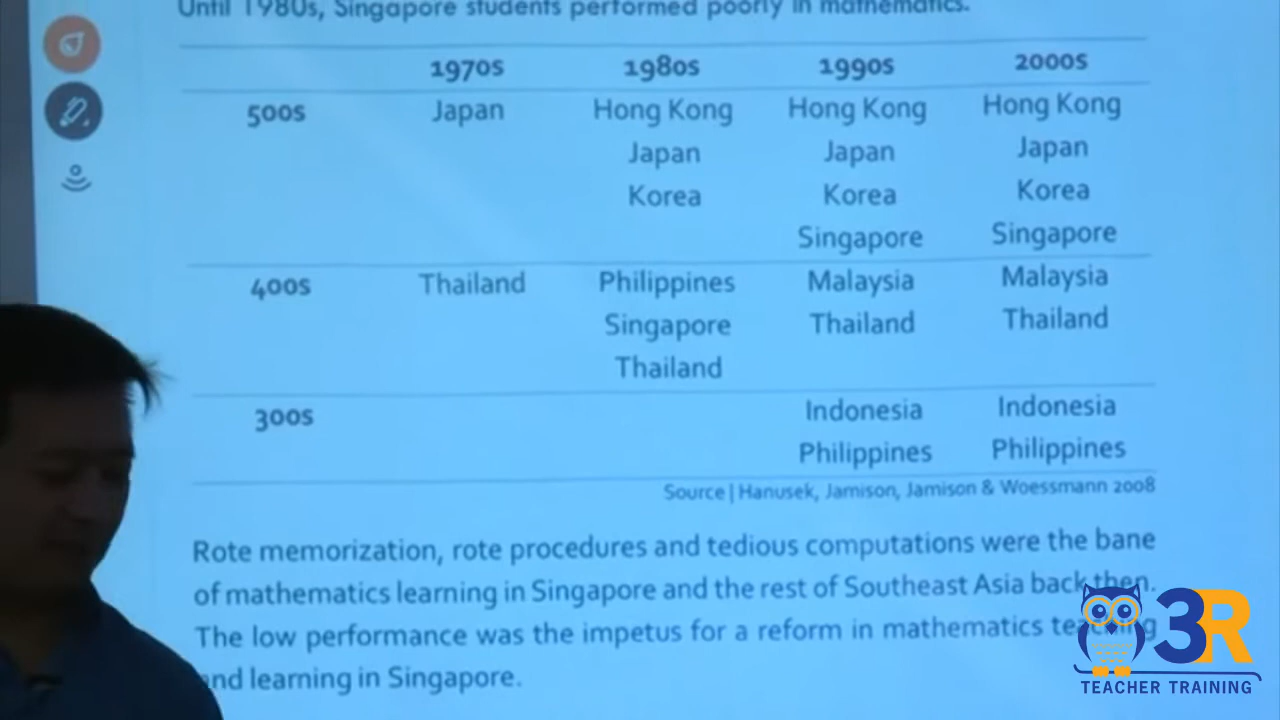 Until 1980s, Singapore students performed poorly in mathematics.
1970s 1980s 1990s 2000s
500s Japan Hong Kong Hong Kong Hong Kong
Japan Japan Japan
Korea Korea Korea
Singapore Singapore
400s Thailand Philippines Malaysia Malaysia
Singapore Thailand Thailand
Thailand
300s Indonesia Indonesia
Philippines Philippines
Source | Hanusek, Jamison, Jamison & Woessmann 2008
Rote memorization, rote procedures and tedious computations were the bane
of mathematics learning in Singapore and the rest of Southeast Asia back then.
The low performance was the impetus for a reform in mathematics teaching
and learning in Singapore.
3R
TEACHER TRAINING